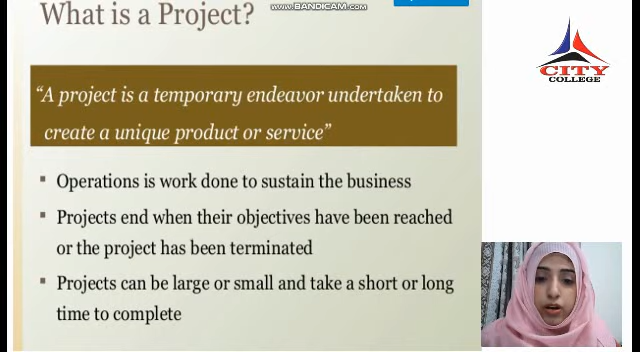 www.BANDICAM.com
What is a Project?
CITY
COLLEGE
“A project is a temporary endeavor undertaken to
create a unique product or service”
▪ Operations is work done to sustain the business
▪ Projects end when their objectives have been reached
or the project has been terminated
▪ Projects can be large or small and take a short or long
time to complete